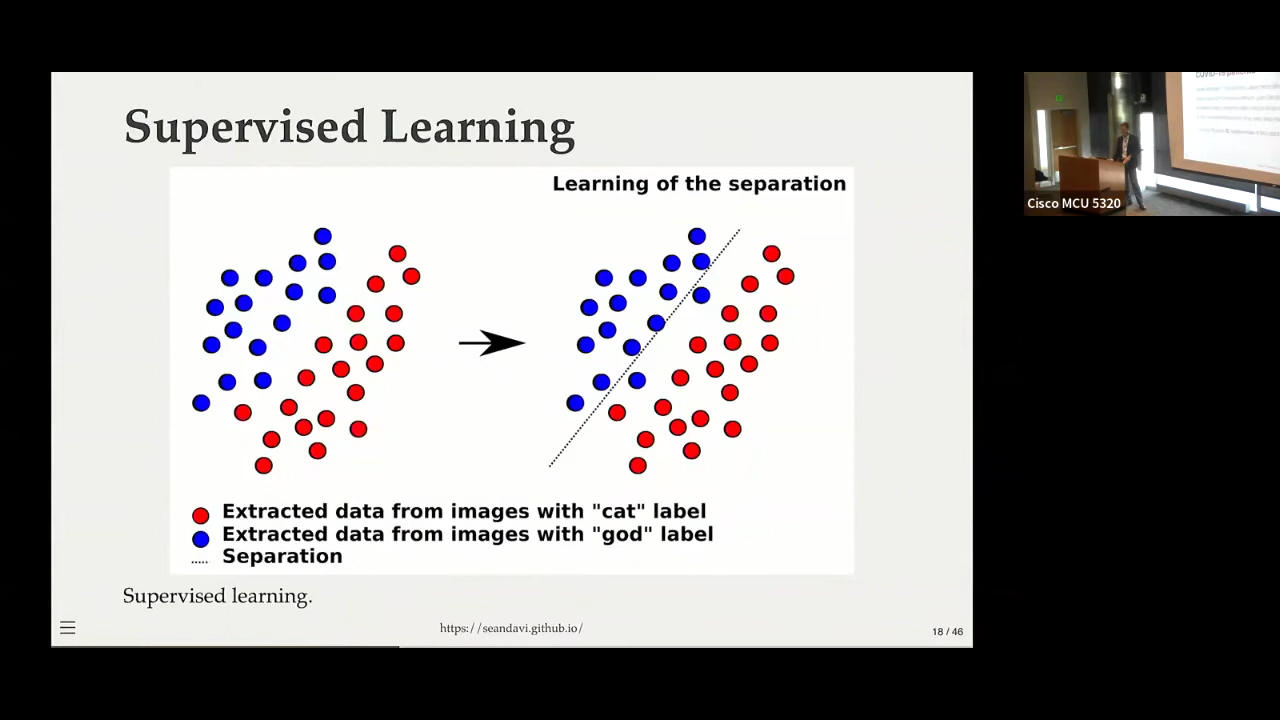 Supervised Learning
Learning of the separation
Extracted data from images with "cat" label
Extracted data from images with "god" label
Separation
Supervised learning.
https://seandavi.github.io/
18 / 46
Cisco MCU 5320